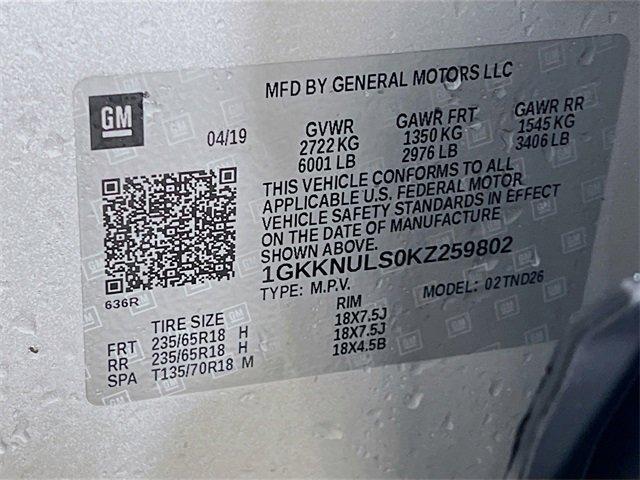 MFD BY GENERAL MOTORS LLC
GM
04/19
GVWR
2722 KG
6001 LB
GAWR FRT
1350 KG
2976 LB
GAWR RR
1545 KG
3406 LB
THIS VEHICLE CONFORMS TO ALL
APPLICABLE U.S. FEDERAL MOTOR
VEHICLE SAFETY STANDARDS IN EFFECT
ON THE DATE OF MANUFACTURE
SHOWN ABOVE.
1GKKNULS0KZ259802
TYPE: M.P.V. MODEL: 02TND26
636R
TIRE SIZE RIM
FRT 235/65R18 H 18X7.5J
RR 235/65R18 H 18X7.5J
SPA T135/70R18 M 18X4.5B